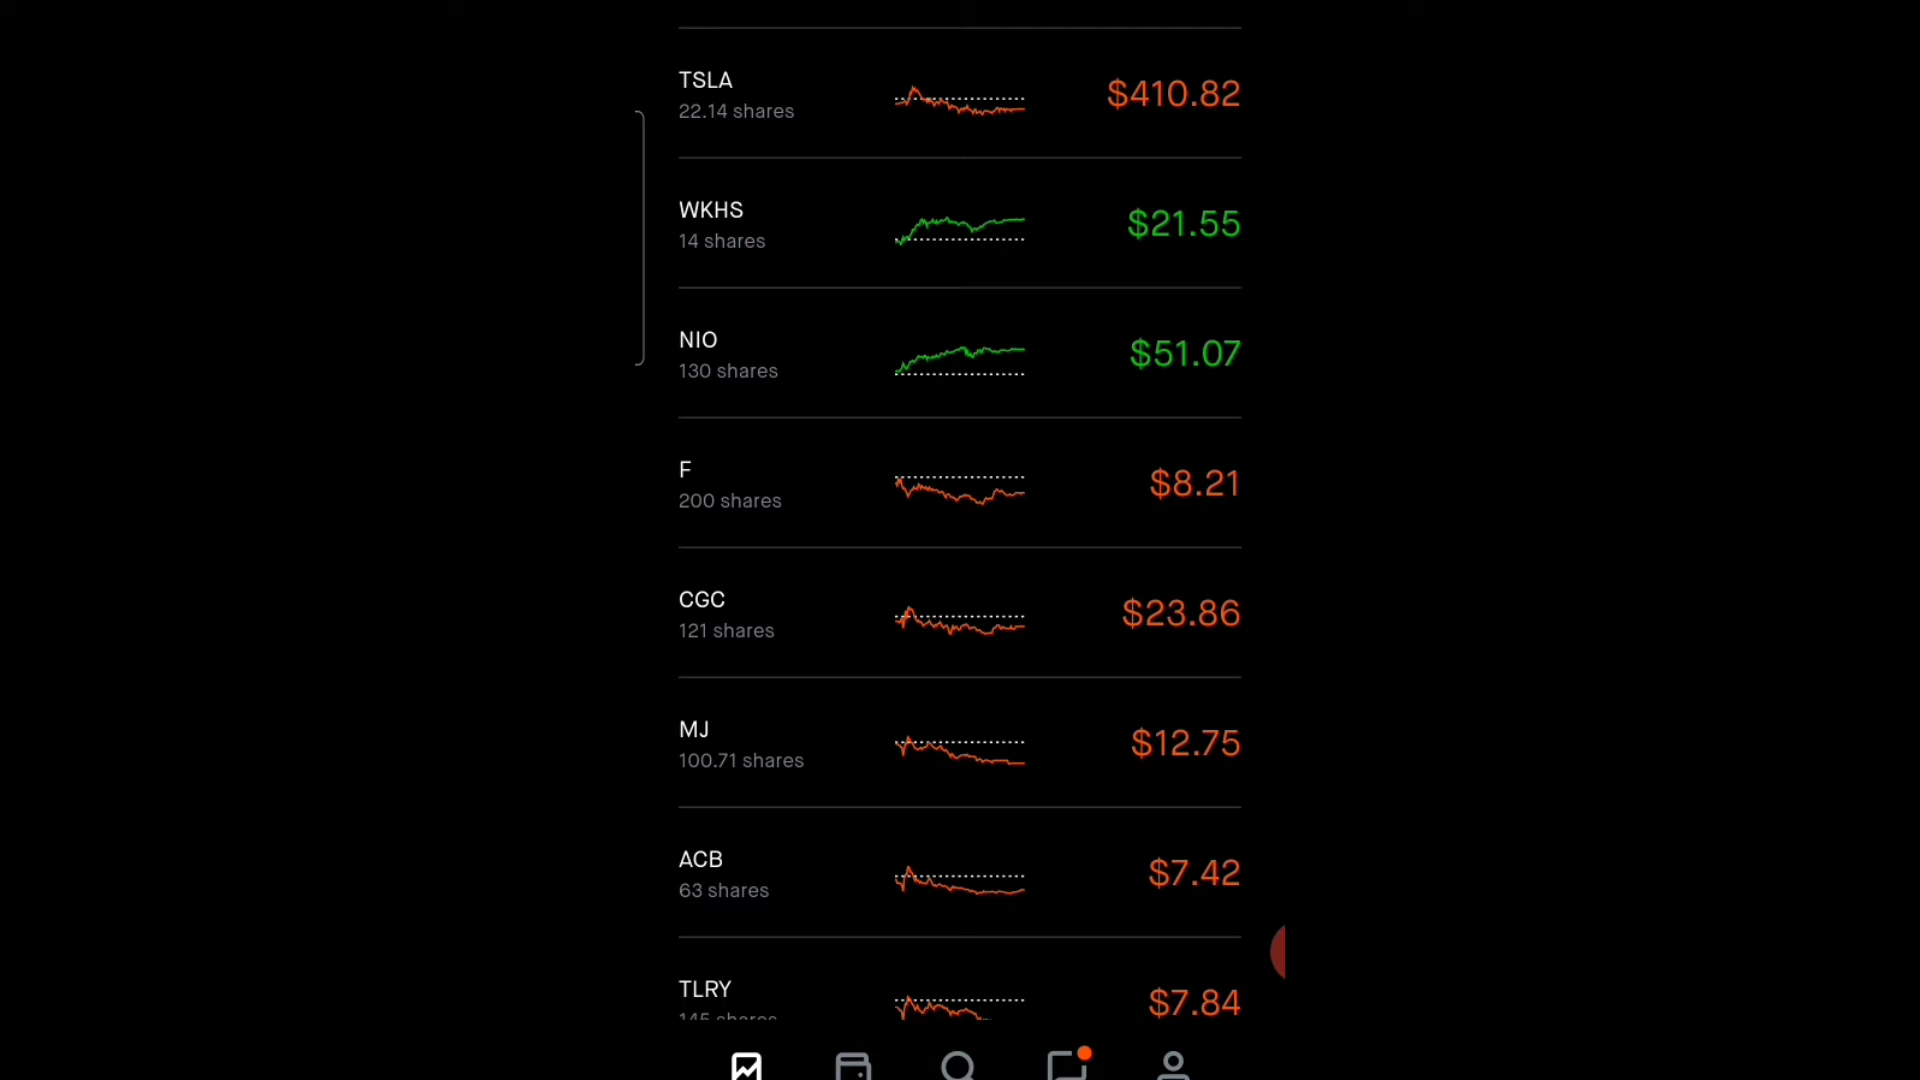 TSLA
22.14 shares
$410.82
WKHS
14 shares
$21.55
NIO
130 shares
$51.07
F
200 shares
$8.21
CGC
121 shares
$23.86
MJ
100.71 shares
$12.75
ACB
63 shares
$7.42
TLRY
145 shares
$7.84